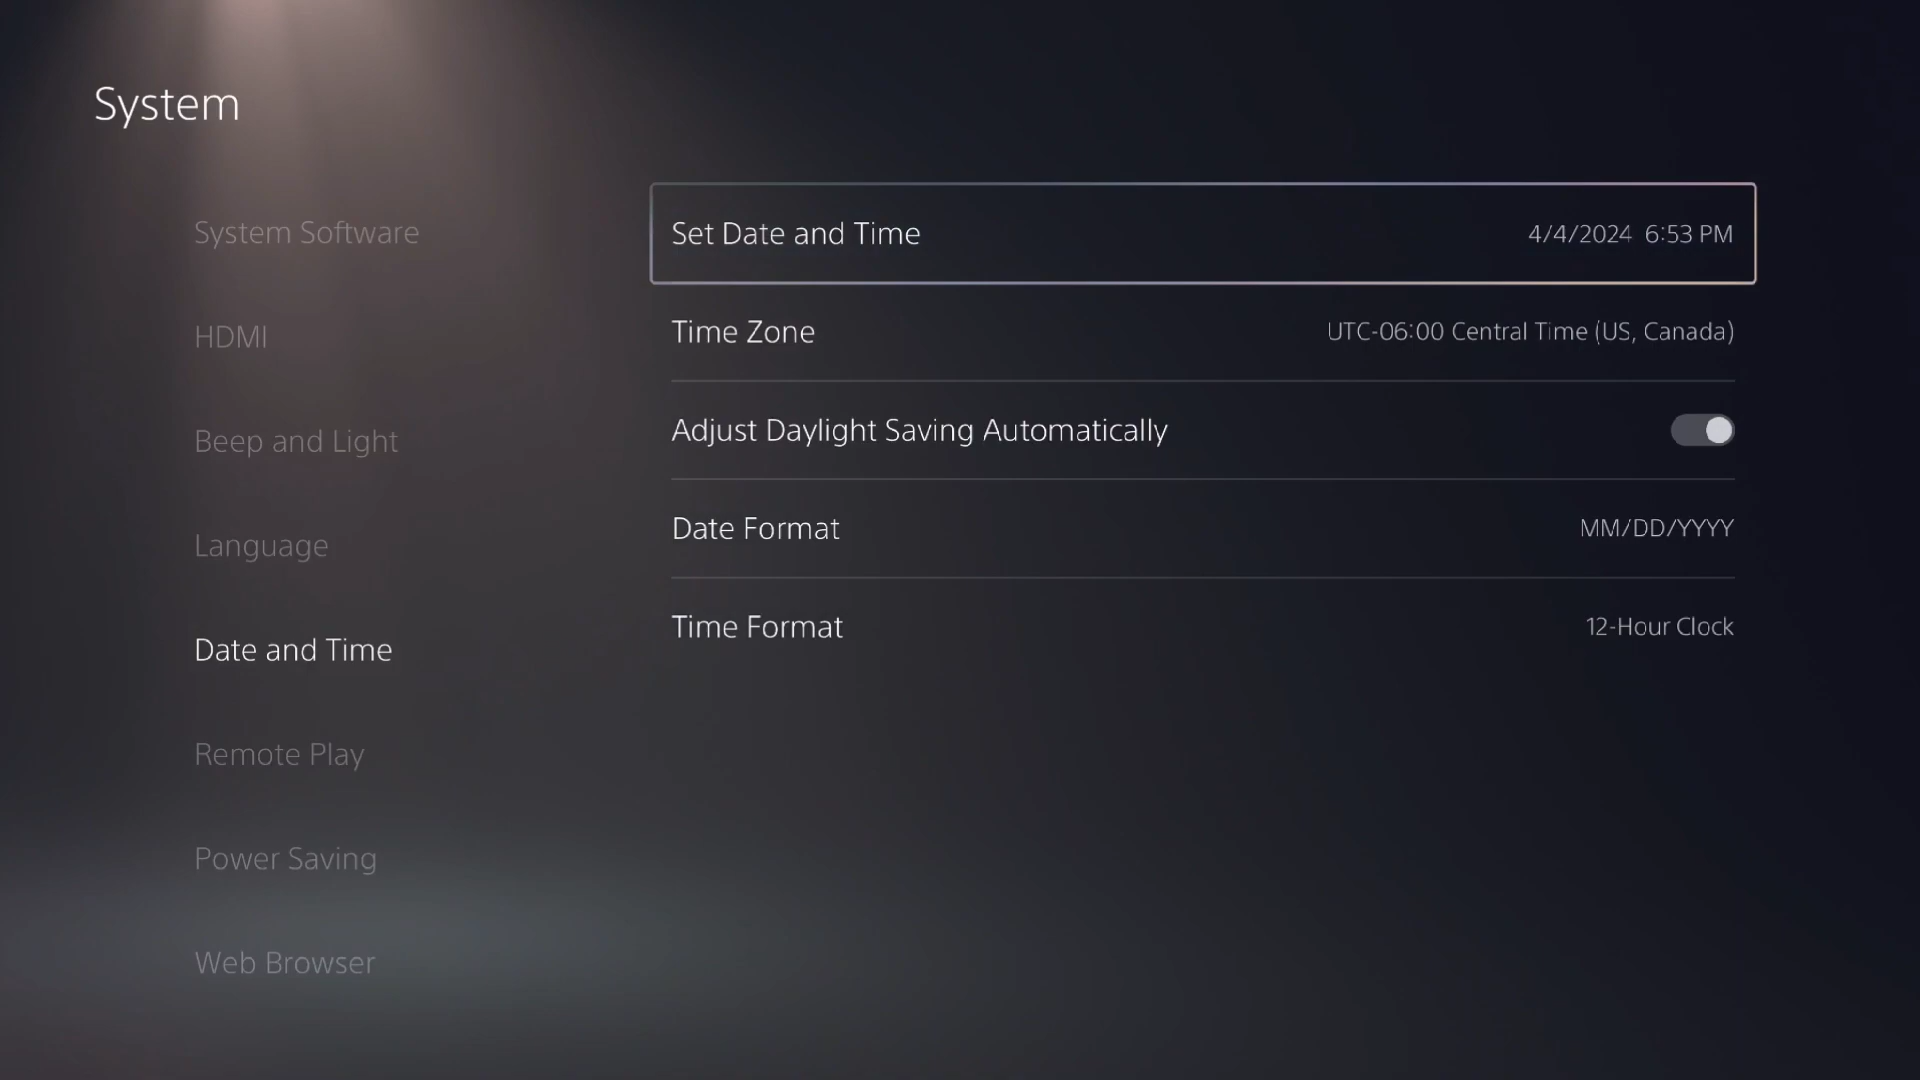 System
System Software
HDMI
Beep and Light
Language
Date and Time
Remote Play
Power Saving
Web Browser
Set Date and Time 4/4/2024 6:53 PM
Time Zone UTC-06:00 Central Time (US, Canada)
Adjust Daylight Saving Automatically
Date Format MM/DD/YYYY
Time Format 12-Hour Clock